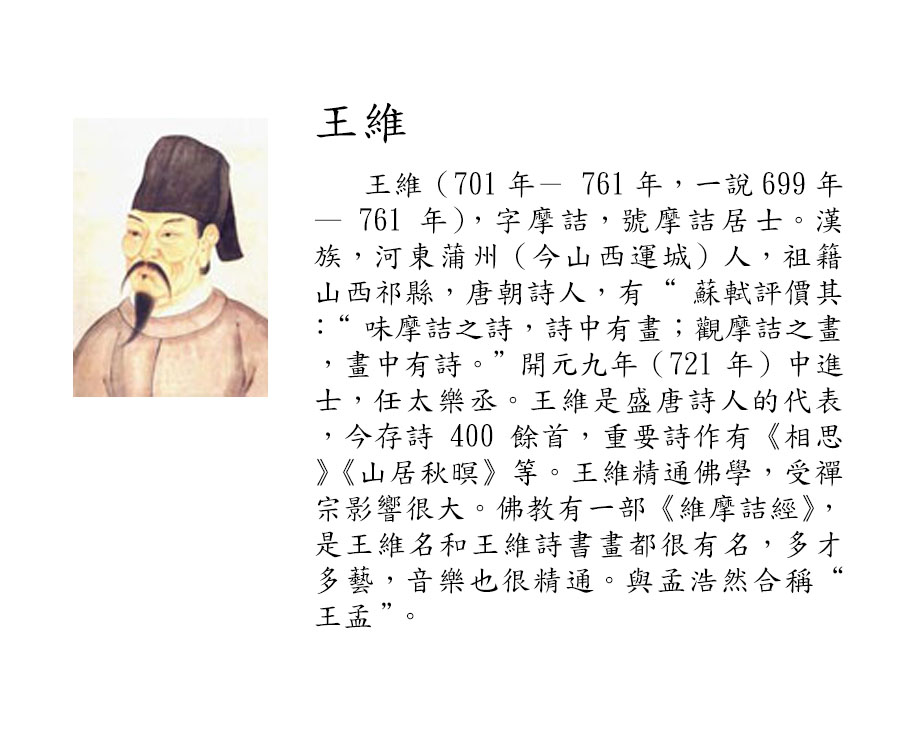 王維
王維（701 年— 761 年，一說 699 年
— 761 年），字摩詰，號摩詰居士。漢
族，河東蒲州（今山西運城）人，祖籍
山西祁縣，唐朝詩人，有 “ 蘇軾評價其
：“ 味摩詰之詩，詩中有畫；觀摩詰之畫
，畫中有詩。” 開元九年（721 年）中進
士，任太樂丞。王維是盛唐詩人的代表
，今存詩 400 餘首，重要詩作有《相思
》《山居秋暝》等。王維精通佛學，受禪
宗影響很大。佛教有一部《維摩詰經》，
是王維名和王維詩書畫都很有名，多才
多藝，音樂也很精通。與孟浩然合稱 “
王孟 ”。